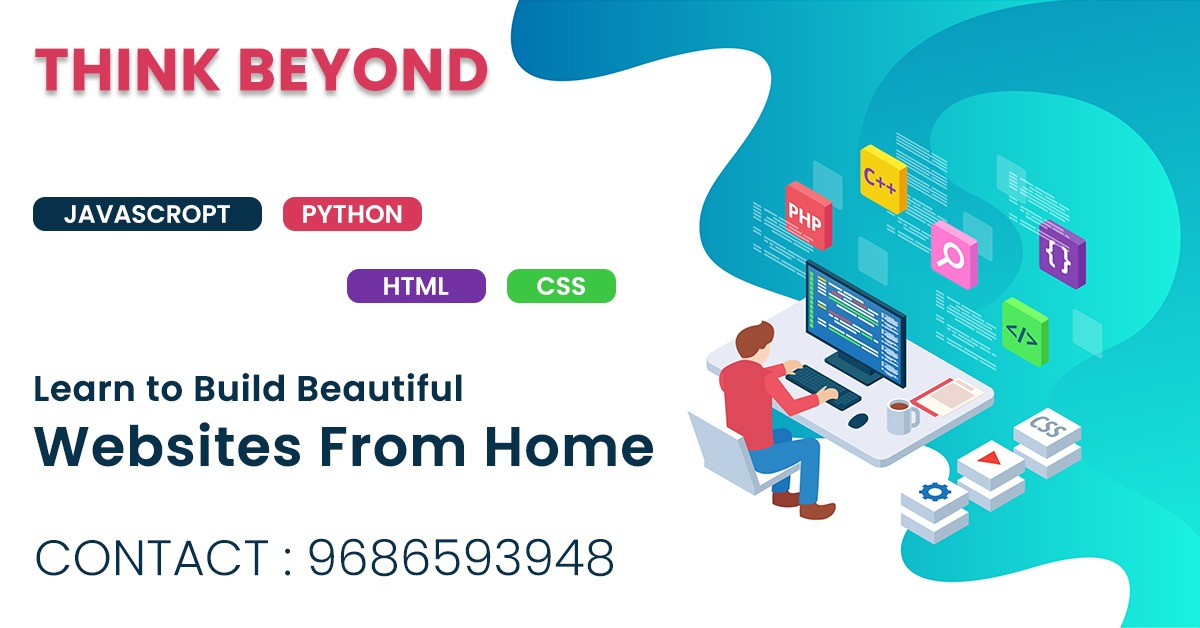 THINK BEYOND
JAVASCROPT PYTHON
HTML CSS
Learn to Build Beautiful
Websites From Home
CONTACT : 9686593948
C++
PHP
{}
</>
CSS